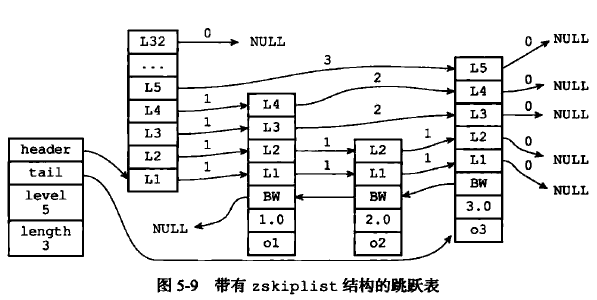 L32
0
NULL
...
L5
3
L4
1
L3
1
L2
1
L1
1
header
tail
level
5
length
3
NULL
L4
2
L3
2
L2
1
L1
1
BW
1.0
o1
L2
1
L1
1
BW
2.0
o2
L5
0
NULL
L4
0
NULL
L3
0
NULL
L2
0
NULL
L1
0
NULL
BW
3.0
o3
图 5-9 带有 zskiplist 结构的跳跃表